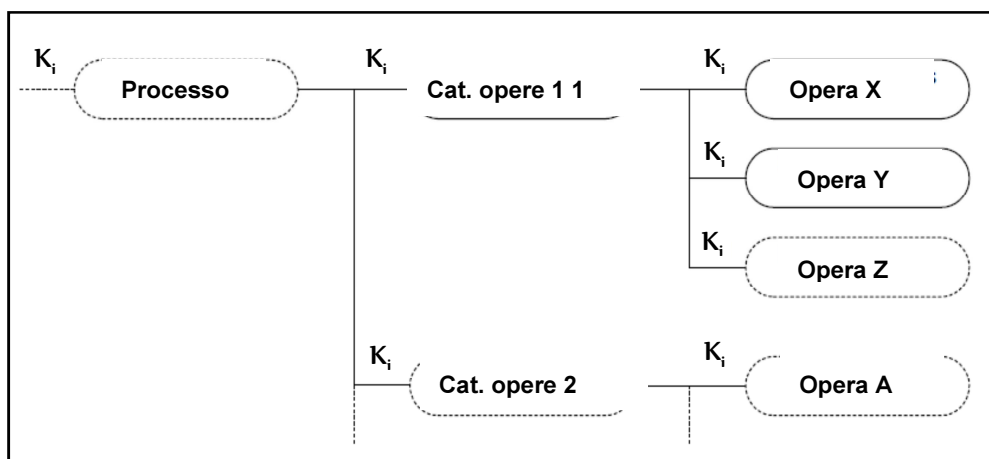 Ki Ki Ki
Processo Cat. opere 1 1 Opera X
Ki
Opera Y
Ki
Opera Z
Ki Ki
Cat. opere 2 Opera A